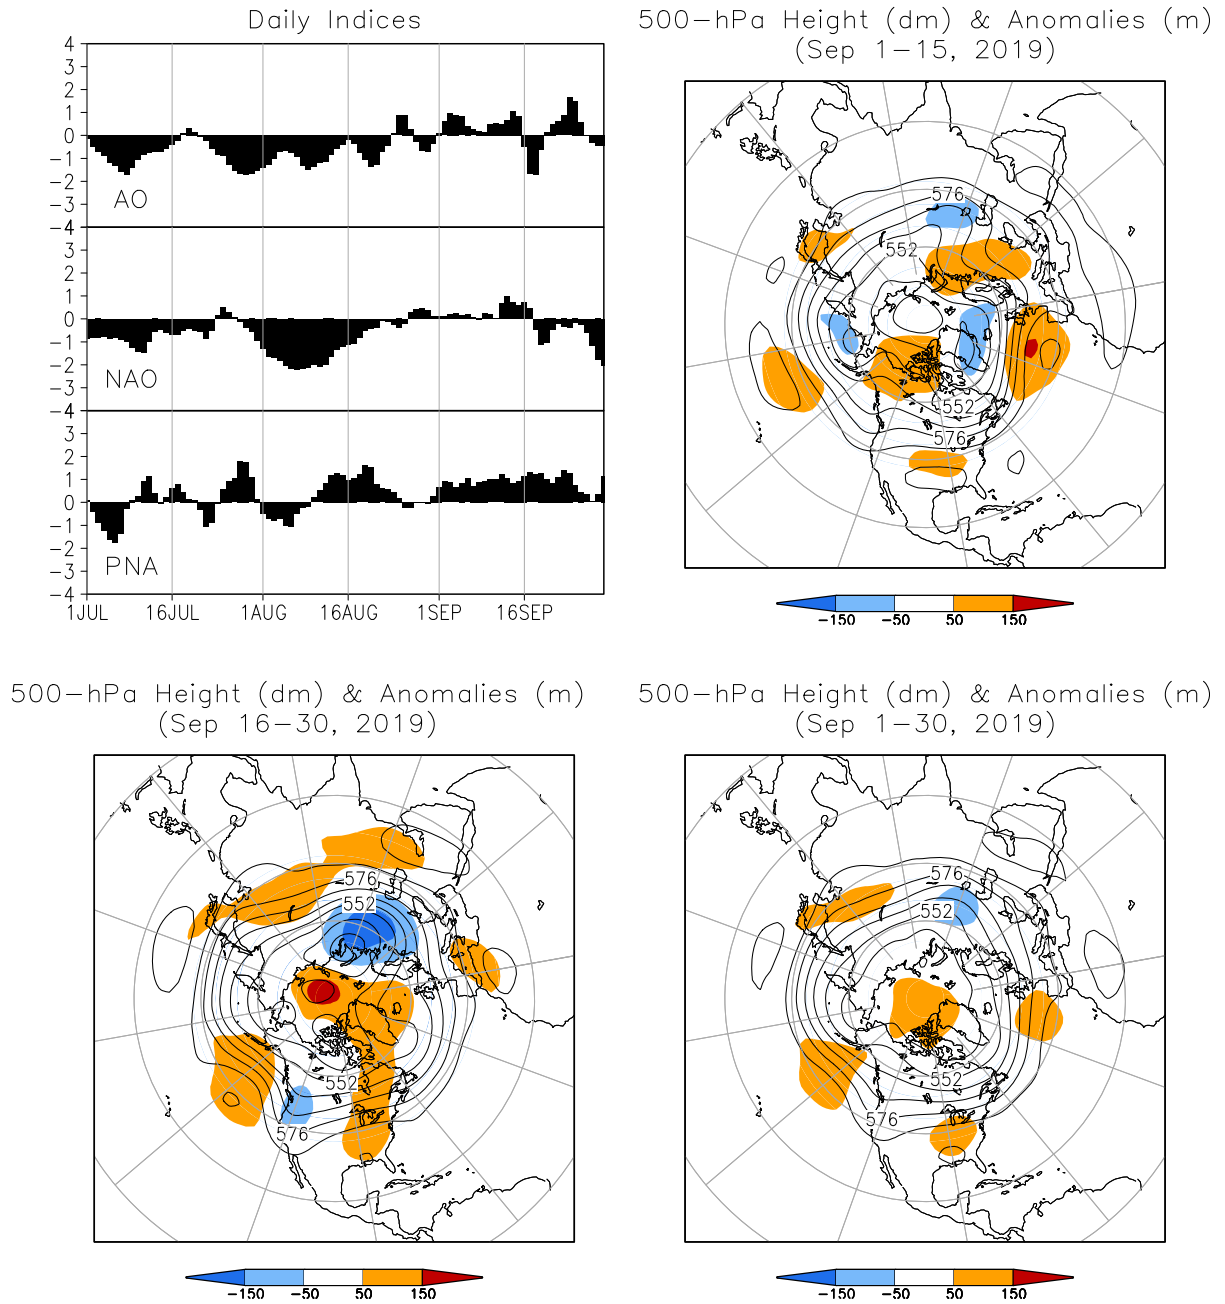 Daily Indices
4
3
2
1
0
−1
−2
−3
−4
AO
4
3
2
1
0
−1
−2
−3
−4
NAO
4
3
2
1
0
−1
−2
−3
−4
PNA
1JUL 16JUL 1AUG 16AUG 1SEP 16SEP
500−hPa Height (dm) & Anomalies (m)
(Sep 1−15, 2019)
576
552
552
576
−150 −50 50 150
500−hPa Height (dm) & Anomalies (m)
(Sep 16−30, 2019)
576
552
552
576
−150 −50 50 150
500−hPa Height (dm) & Anomalies (m)
(Sep 1−30, 2019)
576
552
552
576
−150 −50 50 150